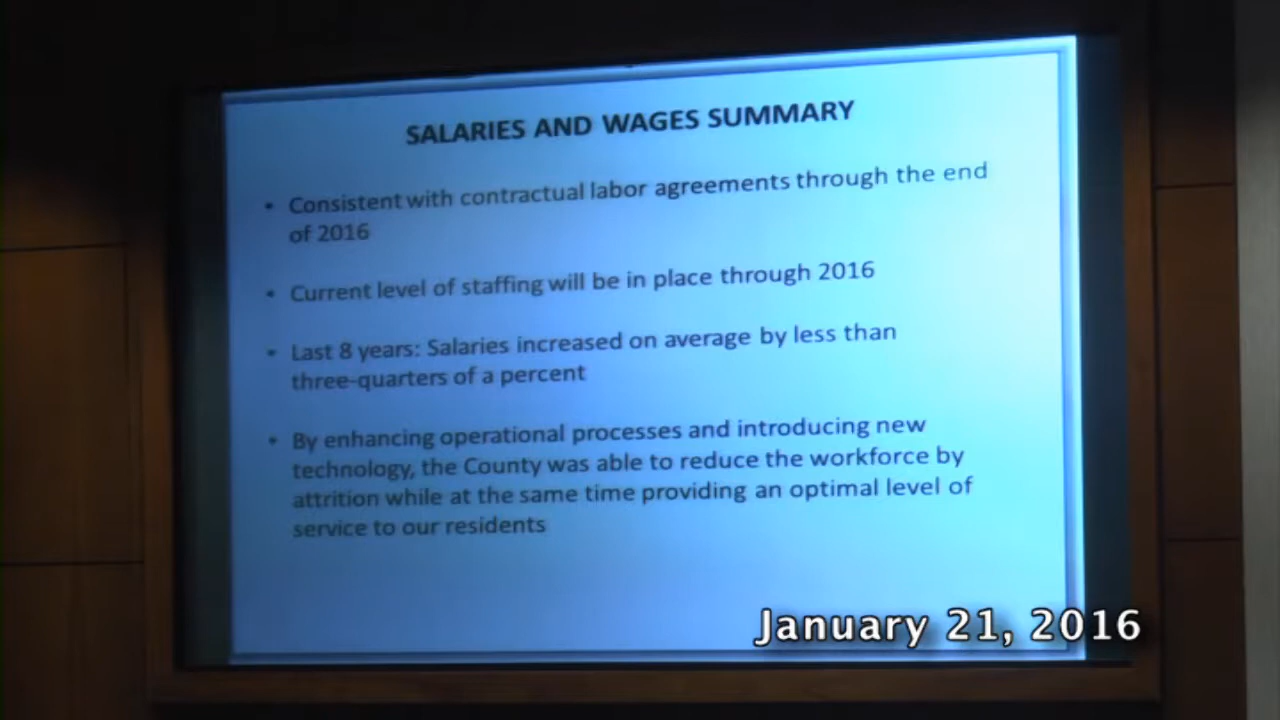 SALARIES AND WAGES SUMMARY
• Consistent with contractual labor agreements through the end
of 2016
• Current level of staffing will be in place through 2016
• Last 8 years: Salaries increased on average by less than
three-quarters of a percent
• By enhancing operational processes and introducing new
technology, the County was able to reduce the workforce by
attrition while at the same time providing an optimal level of
service to our residents
January 21, 2016